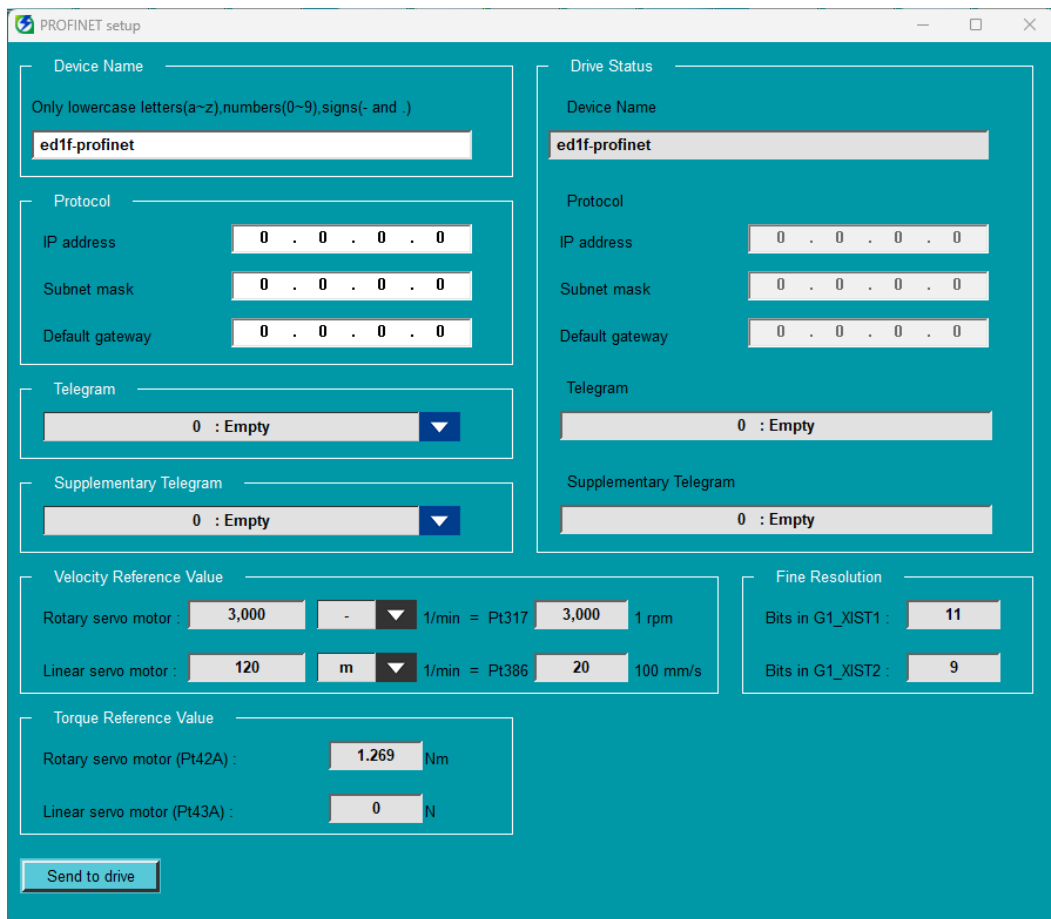 PROFINET setup
Device Name
Only lowercase letters(a~z),numbers(0~9),signs(- and .)
ed1f-profinet
Protocol
IP address 0 . 0 . 0 . 0
Subnet mask 0 . 0 . 0 . 0
Default gateway 0 . 0 . 0 . 0
Telegram
0 : Empty
Supplementary Telegram
0 : Empty
Drive Status
Device Name
ed1f-profinet
Protocol
IP address 0 . 0 . 0 . 0
Subnet mask 0 . 0 . 0 . 0
Default gateway 0 . 0 . 0 . 0
Telegram
0 : Empty
Supplementary Telegram
0 : Empty
Velocity Reference Value
Rotary servo motor : 3,000 - 1/min = Pt317 3,000 1 rpm
Linear servo motor : 120 m 1/min = Pt386 20 100 mm/s
Fine Resolution
Bits in G1_XIST1 : 11
Bits in G1_XIST2 : 9
Torque Reference Value
Rotary servo motor (Pt42A) : 1.269 Nm
Linear servo motor (Pt43A) : 0 N
Send to drive